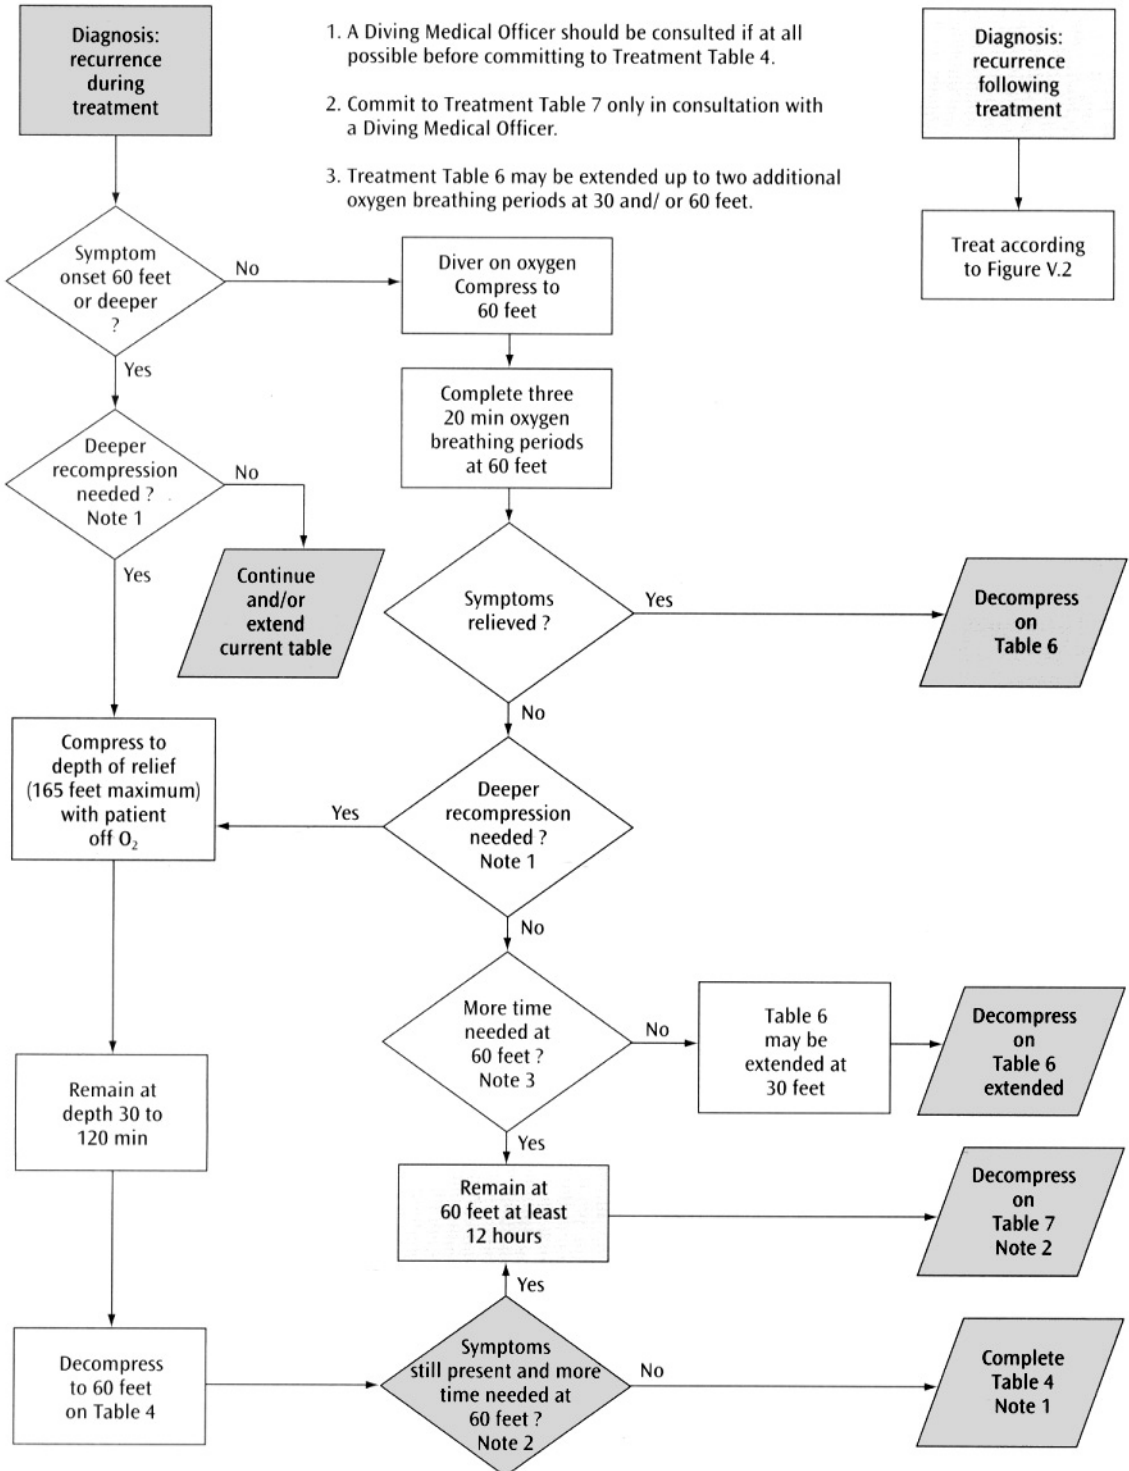 Diagnosis:
recurrence
during
treatment
1. A Diving Medical Officer should be consulted if at all
possible before committing to Treatment Table 4.
2. Commit to Treatment Table 7 only in consultation with
a Diving Medical Officer.
3. Treatment Table 6 may be extended up to two additional
oxygen breathing periods at 30 and/ or 60 feet.
Diagnosis:
recurrence
following
treatment
Treat according
to Figure V.2
Symptom
onset 60 feet
or deeper
?
No
Yes
Diver on oxygen
Compress to
60 feet
Complete three
20 min oxygen
breathing periods
at 60 feet
Deeper
recompression
needed ?
Note 1
No
Yes
Continue
and/or
extend
current table
Symptoms
relieved ?
Yes
No
Decompress
on
Table 6
Compress to
depth of relief
(165 feet maximum)
with patient
off O₂
Deeper
recompression
needed ?
Note 1
Yes
No
More time
needed at
60 feet ?
Note 3
No
Yes
Table 6
may be
extended at
30 feet
Decompress
on
Table 6
extended
Remain at
depth 30 to
120 min
Remain at
60 feet at least
12 hours
Decompress
on
Table 7
Note 2
Decompress
to 60 feet
on Table 4
Yes
Symptoms
still present and more
time needed at
60 feet ?
Note 2
No
Complete
Table 4
Note 1